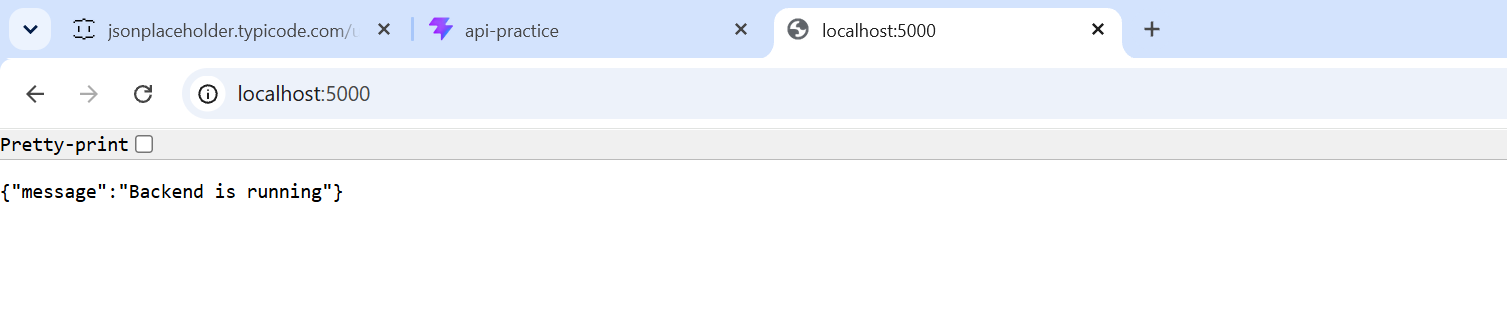 jsonplaceholder.typicode.com/
api-practice
localhost:5000
localhost:5000
Pretty-print
{"message":"Backend is running"}